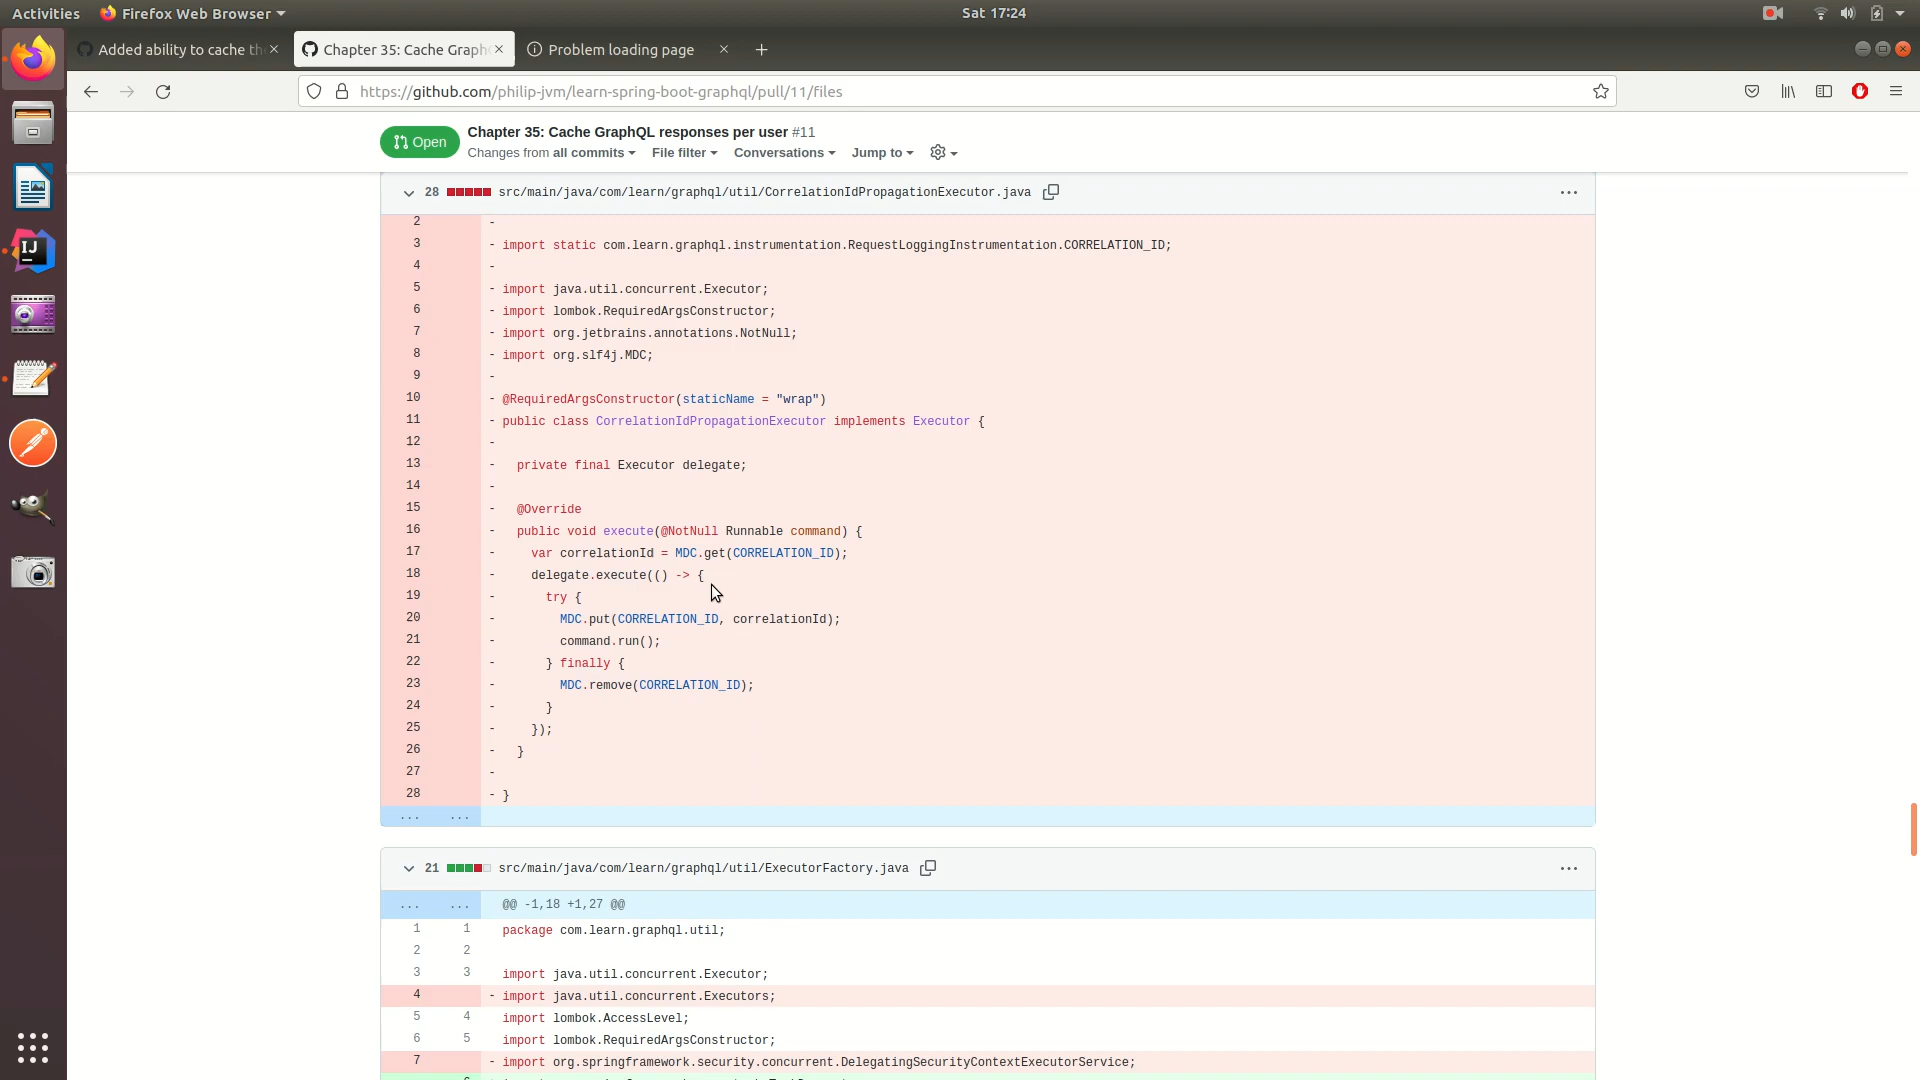 Activities Firefox Web Browser Sat 17:24
Added ability to cache th Chapter 35: Cache Graph Problem loading page
https://github.com/philip-jvm/learn-spring-boot-graphql/pull/11/files
Open Chapter 35: Cache GraphQL responses per user #11
Changes from all commits File filter Conversations Jump to
28 src/main/java/com/learn/graphql/util/CorrelationIdPropagationExecutor.java
2 -
3 - import static com.learn.graphql.instrumentation.RequestLoggingInstrumentation.CORRELATION_ID;
4 -
5 - import java.util.concurrent.Executor;
6 - import lombok.RequiredArgsConstructor;
7 - import org.jetbrains.annotations.NotNull;
8 - import org.slf4j.MDC;
9 -
10 - @RequiredArgsConstructor(staticName = "wrap")
11 - public class CorrelationIdPropagationExecutor implements Executor {
12 -
13 - private final Executor delegate;
14 -
15 - @Override
16 - public void execute(@NotNull Runnable command) {
17 - var correlationId = MDC.get(CORRELATION_ID);
18 - delegate.execute(() -> {
19 - try {
20 - MDC.put(CORRELATION_ID, correlationId);
21 - command.run();
22 - } finally {
23 - MDC.remove(CORRELATION_ID);
24 - }
25 - });
26 - }
27 -
28 - }
... ...
21 src/main/java/com/learn/graphql/util/ExecutorFactory.java
... ... @@ -1,18 +1,27 @@
1 1 package com.learn.graphql.util;
2 2
3 3 import java.util.concurrent.Executor;
4 - import java.util.concurrent.Executors;
5 4 import lombok.AccessLevel;
6 5 import lombok.RequiredArgsConstructor;
7 - import org.springframework.security.concurrent.DelegatingSecurityContextExecutorService;